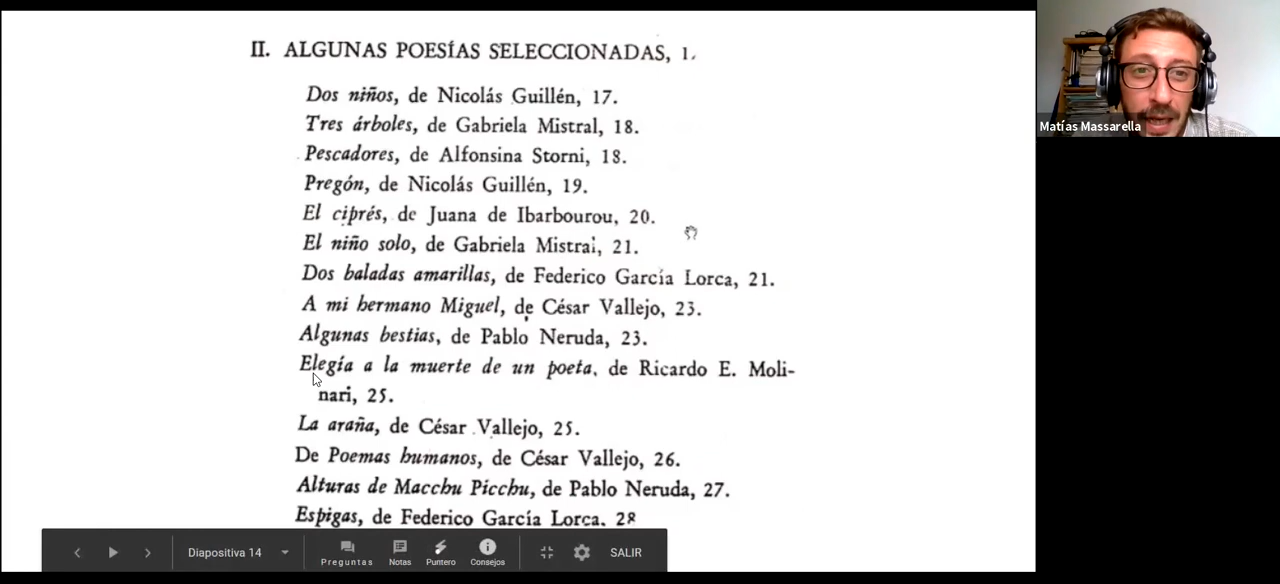 II. ALGUNAS POESÍAS SELECCIONADAS, 1
Dos niños, de Nicolás Guillén, 17.
Tres árboles, de Gabriela Mistral, 18.
Pescadores, de Alfonsina Storni, 18.
Pregón, de Nicolás Guillén, 19.
El ciprés, de Juana de Ibarbourou, 20.
El niño solo, de Gabriela Mistral, 21.
Dos baladas amarillas, de Federico García Lorca, 21.
A mi hermano Miguel, de César Vallejo, 23.
Algunas bestias, de Pablo Neruda, 23.
Elegía a la muerte de un poeta, de Ricardo E. Moli-
nari, 25.
La araña, de César Vallejo, 25.
De Poemas humanos, de César Vallejo, 26.
Alturas de Macchu Picchu, de Pablo Neruda, 27.
Espigas, de Federico García Lorca, 28
Diapositiva 14
Preguntas
Notas
Puntero
Consejos
SALIR
Matías Massarella